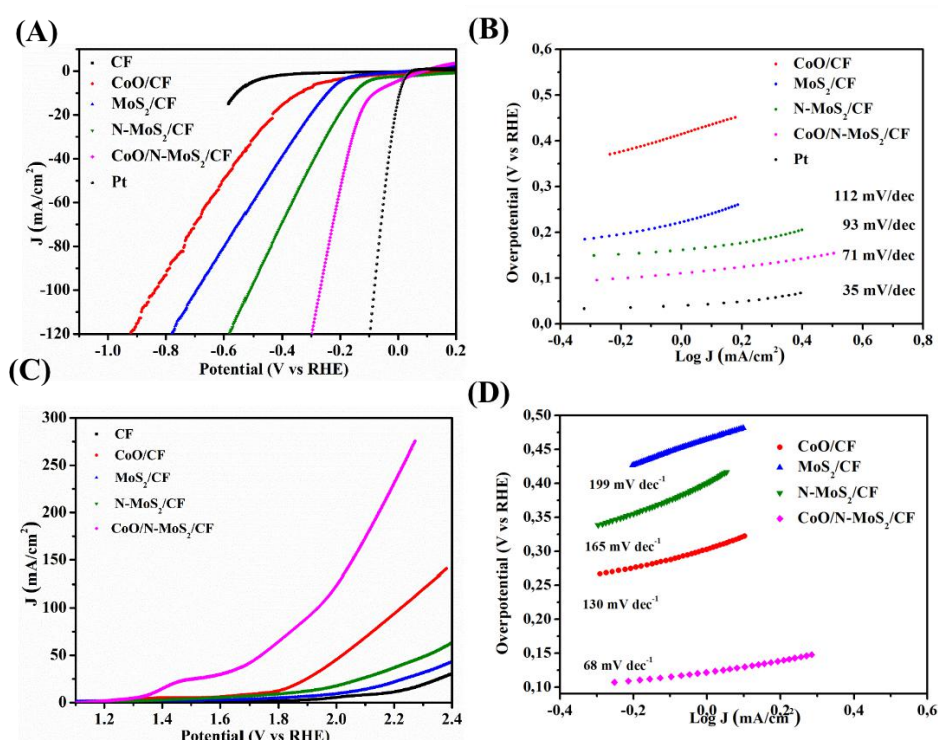 (A)
CF
CoO/CF
MoS₂/CF
N-MoS₂/CF
CoO/N-MoS₂/CF
Pt
J (mA/cm²)
0
-20
-40
-60
-80
-100
-120
-1.0 -0.8 -0.6 -0.4 -0.2 0.0 0.2
Potential (V vs RHE)
(B)
CoO/CF
MoS₂/CF
N-MoS₂/CF
CoO/N-MoS₂/CF
Pt
112 mV/dec
93 mV/dec
71 mV/dec
35 mV/dec
Overpotential (V vs RHE)
0,6
0,5
0,3
0,2
0,1
0,0
-0,4 -0,2 0,0 0,2 0,4 0,6
Log J (mA/cm²)
(C)
CF
CoO/CF
MoS₂/CF
N-MoS₂/CF
CoO/N-MoS₂/CF
J (mA/cm²)
300
250
200
150
100
50
0
1.2 1.4 1.6 1.8 2.0 2.2 2.4
Potential (V vs RHE)
(D)
CoO/CF
MoS₂/CF
N-MoS₂/CF
CoO/N-MoS₂/CF
199 mV dec⁻¹
165 mV dec⁻¹
130 mV dec⁻¹
68 mV dec⁻¹
Overpotential (V vs RHE)
0,50
0,45
0,40
0,35
0,30
0,25
0,20
0,15
0,10
-0,4 -0,2 0,0 0,2 0,4 0,6
Log J (mA/cm²)